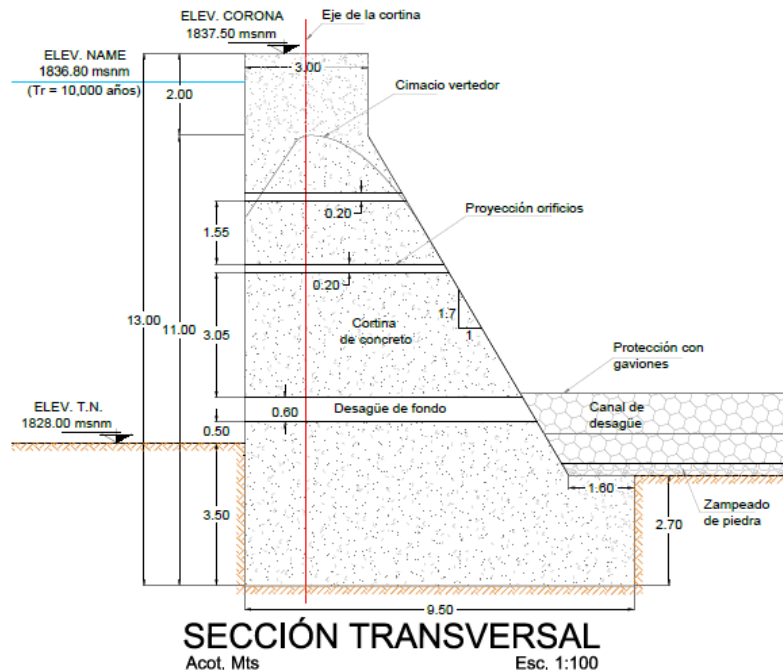 ELEV. CORONA
1837.50 msnm
Eje de la cortina
ELEV. NAME
1836.80 msnm
(Tr = 10,000 años)
3.00
2.00
Cimacio vertedor
0.20
1.55
Proyección orificios
0.20
1.7
1
13.00
11.00
3.05
Cortina
de concreto
Protección con
gaviones
ELEV. T.N.
1828.00 msnm
0.60
Desagüe de fondo
Canal de
desagüe
0.50
1.60
3.50
2.70
Zampeado
de piedra
9.50
SECCIÓN TRANSVERSAL
Acot. Mts
Esc. 1:100